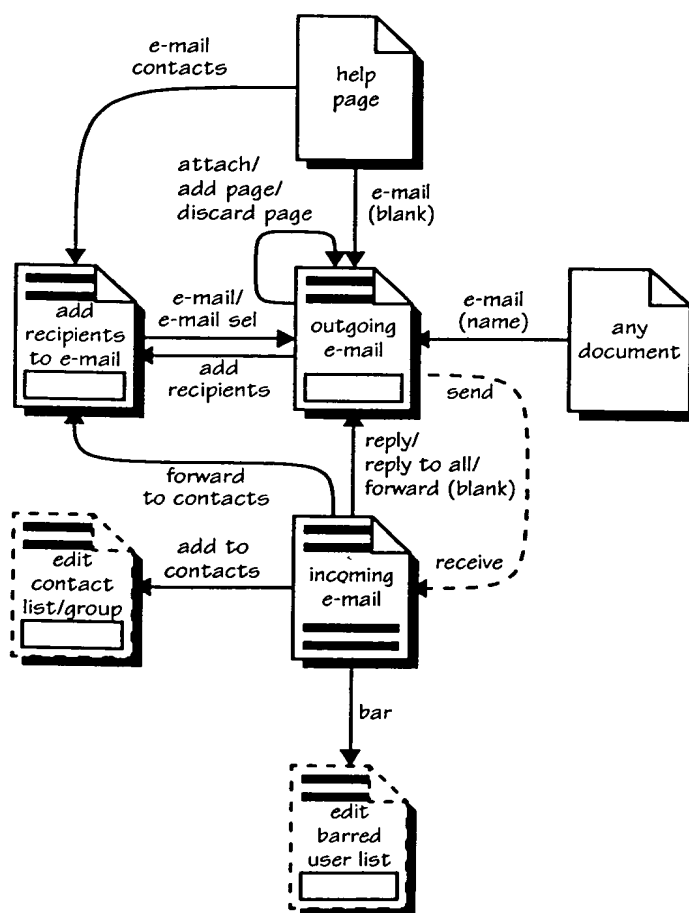 e-mail
contacts
help
page
attach/
add page/
discard page
e-mail
(blank)
add
recipients
to e-mail
e-mail/
e-mail sel
add
recipients
outgoing
e-mail
e-mail
(name)
any
document
send
reply/
reply to all/
forward (blank)
forward
to contacts
edit
contact
list/group
add to
contacts
incoming
e-mail
receive
bar
edit
barred
user list